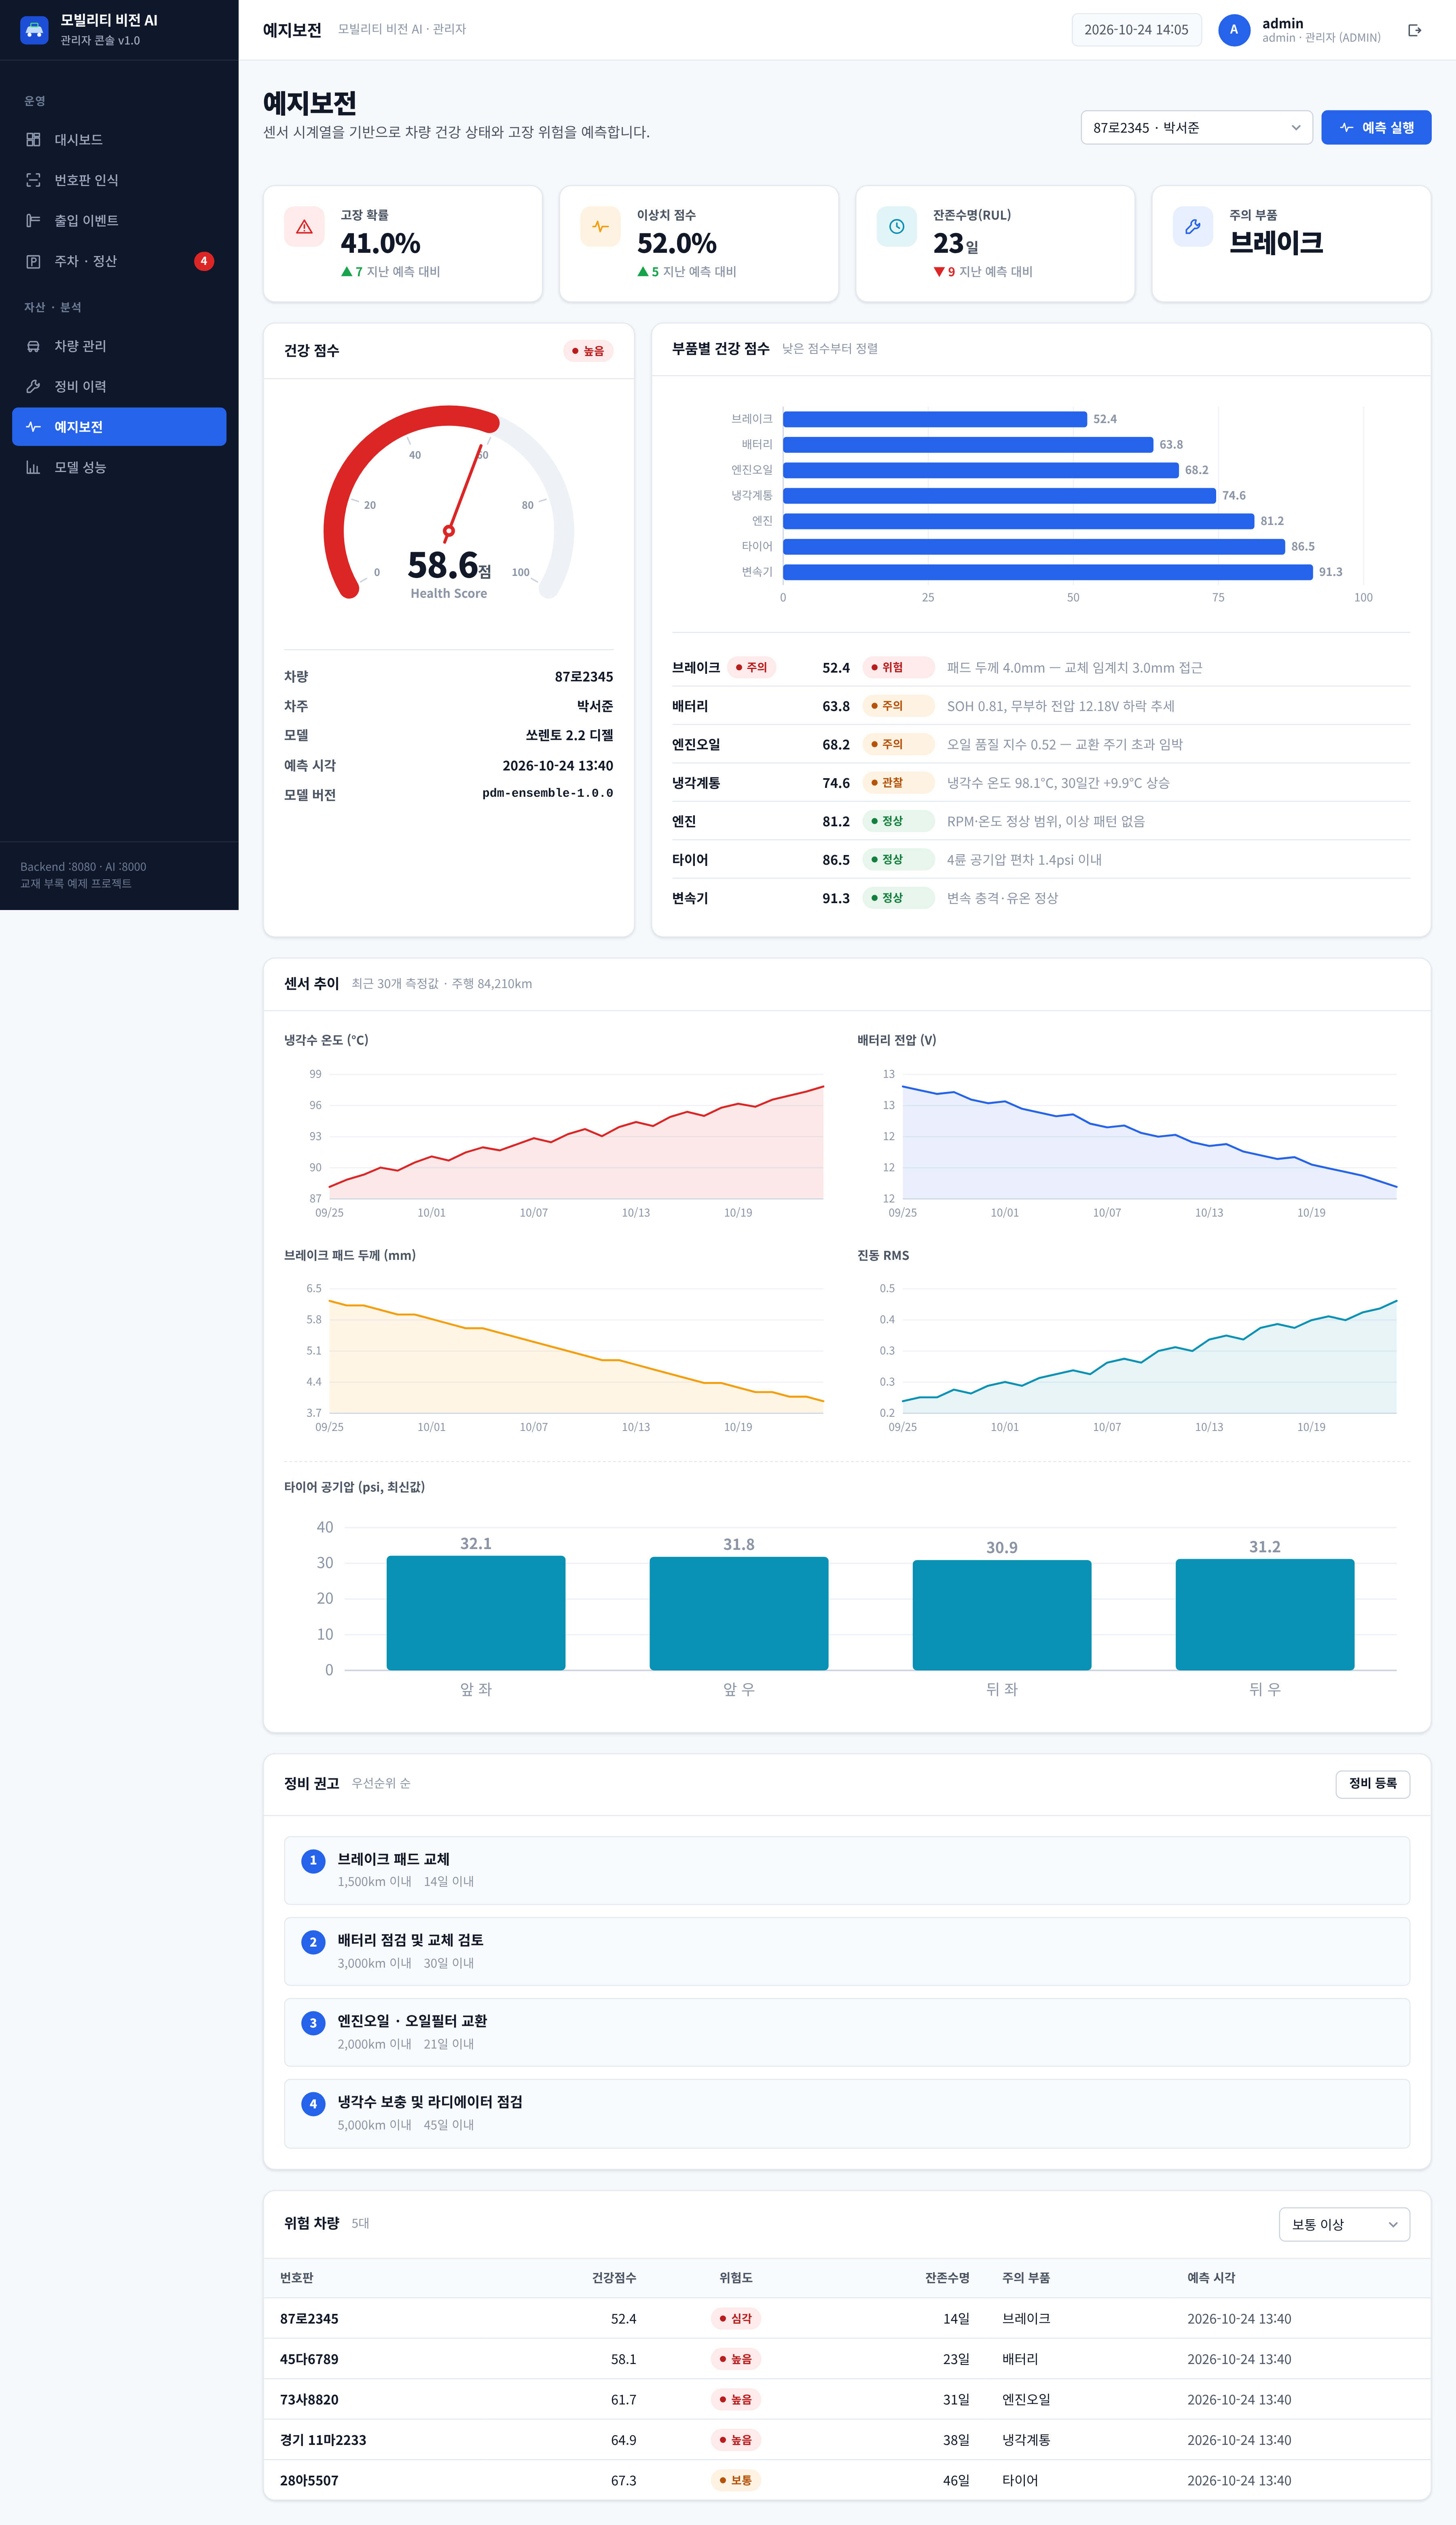 모빌리티 비전 AI
관리자 콘솔 v1.0
운영
대시보드
번호판 인식
출입 이벤트
주차 · 정산 4
자산 · 분석
차량 관리
정비 이력
예지보전
모델 성능
Backend :8080 · AI :8000
교재 부록 예제 프로젝트
예지보전 모빌리티 비전 AI · 관리자
2026-10-24 14:05
A
admin
admin · 관리자 (ADMIN)
예지보전
센서 시계열을 기반으로 차량 건강 상태와 고장 위험을 예측합니다.
87로2345 · 박서준
예측 실행
고장 확률
41.0%
▲ 7 지난 예측 대비
이상치 점수
52.0%
▲ 5 지난 예측 대비
잔존수명(RUL)
23일
▼ 9 지난 예측 대비
주의 부품
브레이크
건강 점수 높음
0
20
40
60
80
100
58.6점
Health Score
차량 87로2345
차주 박서준
모델 쏘렌토 2.2 디젤
예측 시각 2026-10-24 13:40
모델 버전 pdm-ensemble-1.0.0
부품별 건강 점수 낮은 점수부터 정렬
브레이크 52.4
배터리 63.8
엔진오일 68.2
냉각계통 74.6
엔진 81.2
타이어 86.5
변속기 91.3
0 25 50 75 100
브레이크 주의 52.4 위험 패드 두께 4.0mm — 교체 임계치 3.0mm 접근
배터리 63.8 주의 SOH 0.81, 무부하 전압 12.18V 하락 추세
엔진오일 68.2 주의 오일 품질 지수 0.52 — 교환 주기 초과 임박
냉각계통 74.6 관찰 냉각수 온도 98.1°C, 30일간 +9.9°C 상승
엔진 81.2 정상 RPM·온도 정상 범위, 이상 패턴 없음
타이어 86.5 정상 4륜 공기압 편차 1.4psi 이내
변속기 91.3 정상 변속 충격·유온 정상
센서 추이 최근 30개 측정값 · 주행 84,210km
냉각수 온도 (°C)
99
96
93
90
87
09/25 10/01 10/07 10/13 10/19
배터리 전압 (V)
13
13
12
12
12
09/25 10/01 10/07 10/13 10/19
브레이크 패드 두께 (mm)
6.5
5.8
5.1
4.4
3.7
09/25 10/01 10/07 10/13 10/19
진동 RMS
0.5
0.4
0.3
0.3
0.2
09/25 10/01 10/07 10/13 10/19
타이어 공기압 (psi, 최신값)
40
30
20
10
0
32.1 31.8 30.9 31.2
앞 좌 앞 우 뒤 좌 뒤 우
정비 권고 우선순위 순
정비 등록
1 브레이크 패드 교체
1,500km 이내 14일 이내
2 배터리 점검 및 교체 검토
3,000km 이내 30일 이내
3 엔진오일 · 오일필터 교환
2,000km 이내 21일 이내
4 냉각수 보충 및 라디에이터 점검
5,000km 이내 45일 이내
위험 차량 5대
보통 이상
번호판 건강점수 위험도 잔존수명 주의 부품 예측 시각
87로2345 52.4 심각 14일 브레이크 2026-10-24 13:40
45다6789 58.1 높음 23일 배터리 2026-10-24 13:40
73사8820 61.7 높음 31일 엔진오일 2026-10-24 13:40
경기 11마2233 64.9 높음 38일 냉각계통 2026-10-24 13:40
28아5507 67.3 보통 46일 타이어 2026-10-24 13:40